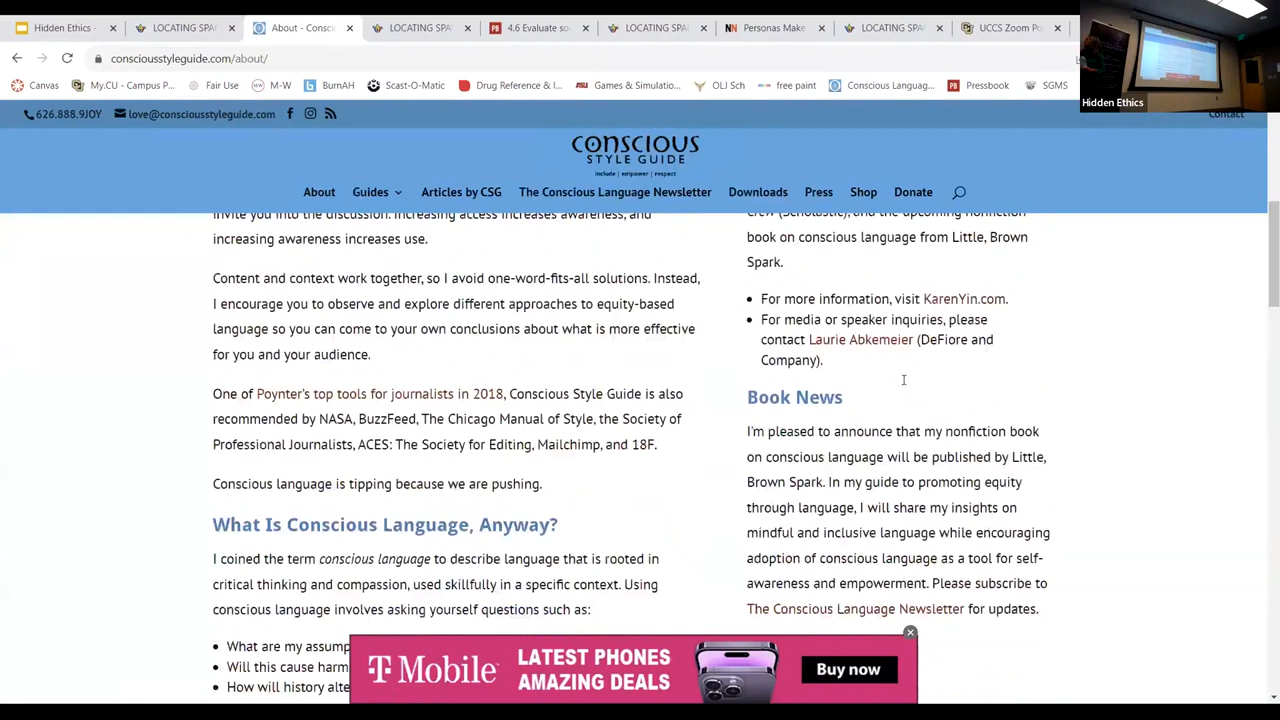 Hidden Ethics -
LOCATING SPA
About - Consci
LOCATING SPA
4.6 Evaluate so
LOCATING SPA
Personas Make
LOCATING SPA
UCCS Zoom Po
consciousstyleguide.com/about/
Canvas
My.CU - Campus P...
Fair Use
M-W
BurnAH
Scast-O-Matic
Drug Reference & I...
Games & Simulatio...
OLJ Sch
free paint
Conscious Languag...
Pressbook
SGMS
Hidden Ethics
626.888.9JOY
love@consciousstyleguide.com
Contact
CONSCIOUS
STYLE GUIDE
include | empower | respect
About
Guides
Articles by CSG
The Conscious Language Newsletter
Downloads
Press
Shop
Donate
invite you into the discussion. Increasing access increases awareness, and
increasing awareness increases use.
Content and context work together, so I avoid one-word-fits-all solutions. Instead,
I encourage you to observe and explore different approaches to equity-based
language so you can come to your own conclusions about what is more effective
for you and your audience.
One of Poynter's top tools for journalists in 2018, Conscious Style Guide is also
recommended by NASA, BuzzFeed, The Chicago Manual of Style, the Society of
Professional Journalists, ACES: The Society for Editing, Mailchimp, and 18F.
Conscious language is tipping because we are pushing.
What Is Conscious Language, Anyway?
I coined the term conscious language to describe language that is rooted in
critical thinking and compassion, used skillfully in a specific context. Using
conscious language involves asking yourself questions such as:
• What are my assump
• Will this cause harm
• How will history alte
Crew (Scholastic), and the upcoming nonfiction
book on conscious language from Little, Brown
Spark.
• For more information, visit KarenYin.com.
• For media or speaker inquiries, please
contact Laurie Abkemeier (DeFiore and
Company).
Book News
I'm pleased to announce that my nonfiction book
on conscious language will be published by Little,
Brown Spark. In my guide to promoting equity
through language, I will share my insights on
mindful and inclusive language while encouraging
adoption of conscious language as a tool for self-
awareness and empowerment. Please subscribe to
The Conscious Language Newsletter for updates.
T Mobile
LATEST PHONES
AMAZING DEALS
Buy now